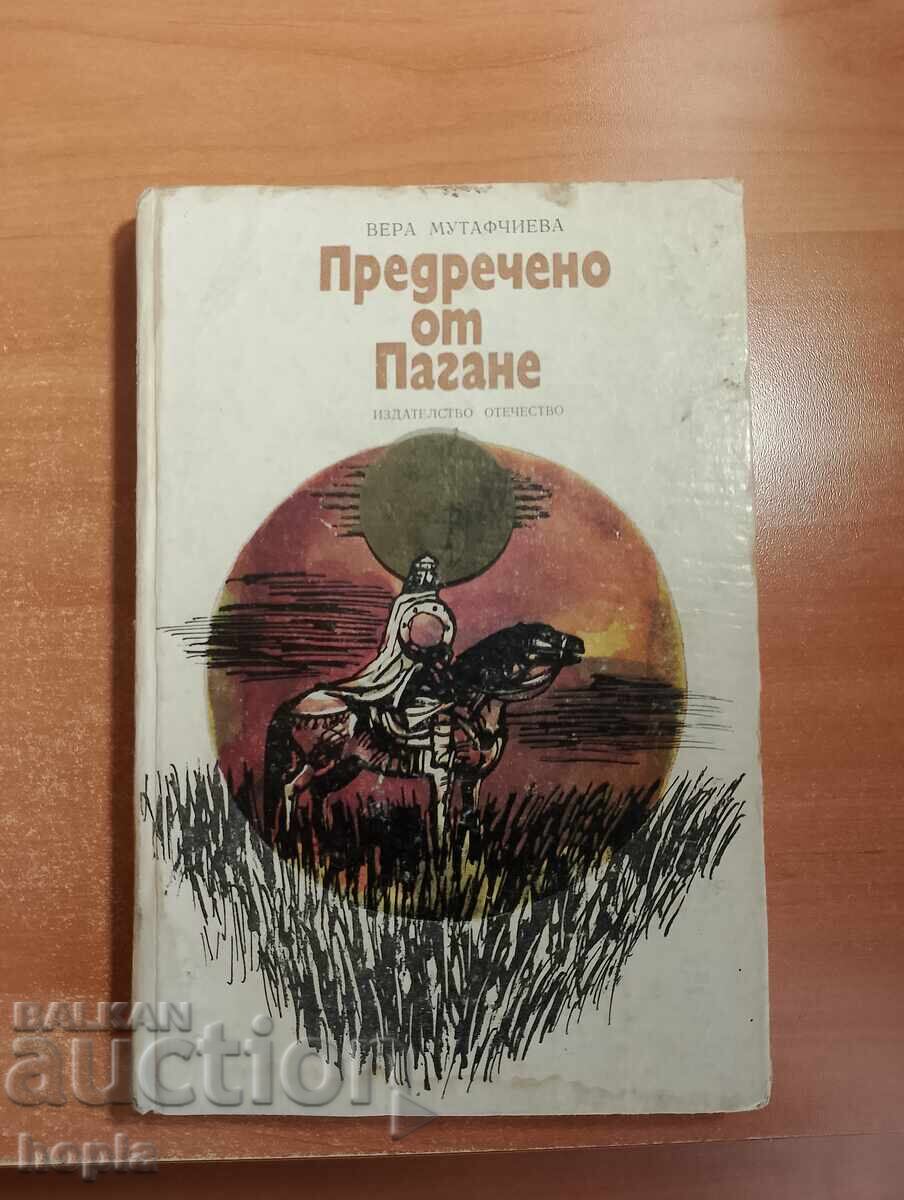 ВЕРА МУТАФЧИЕВА
Предречено
от
Пагане
ИЗДАТЕЛСТВО ОТЕЧЕСТВО
BALKAN
auction
hopla